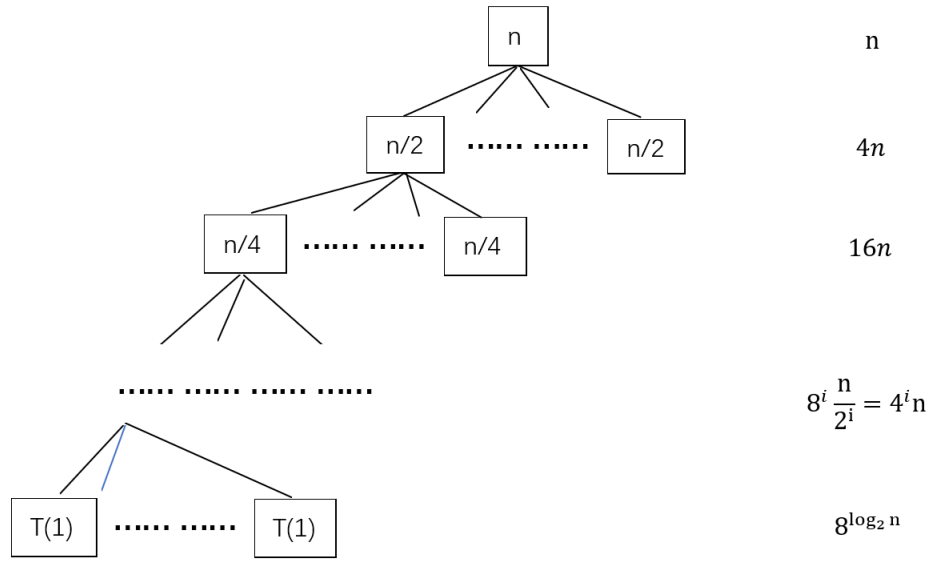 n n
n/2 …… …… n/2 4n
n/4 …… …… n/4 16n
…… …… …… …… 8^i n/2^i = 4^i n
T(1) …… …… T(1) 8^{log₂ n}